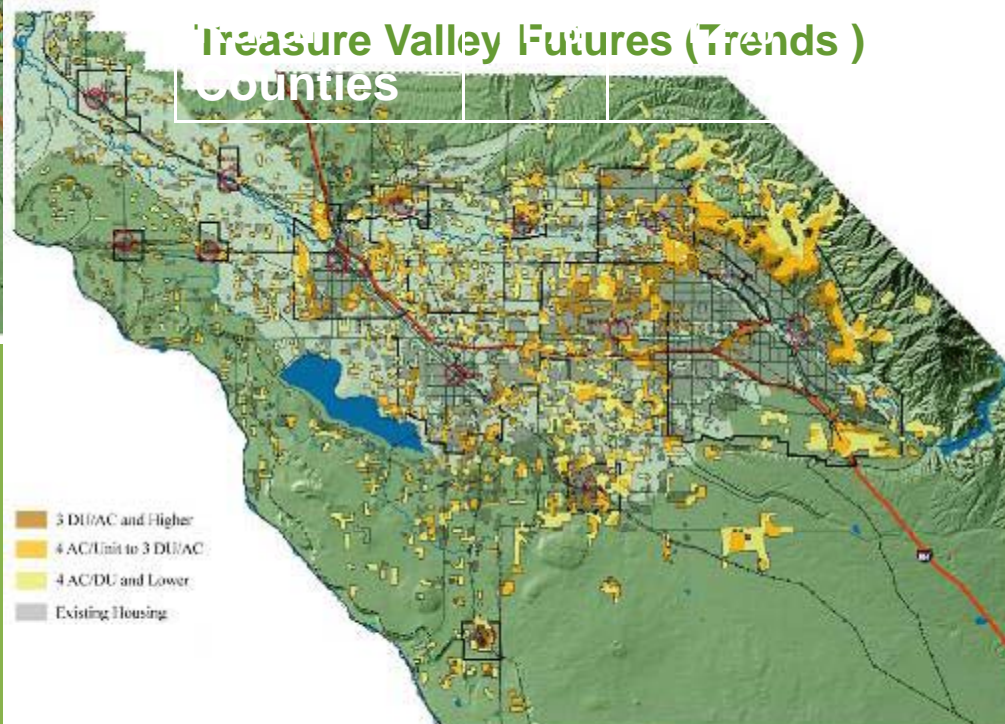 Treasure Valley Futures (Trends )
Counties
3 DU/AC and Higher
4 AC/Unit to 3 DU/AC
4 AC/DU and Lower
Existing Housing